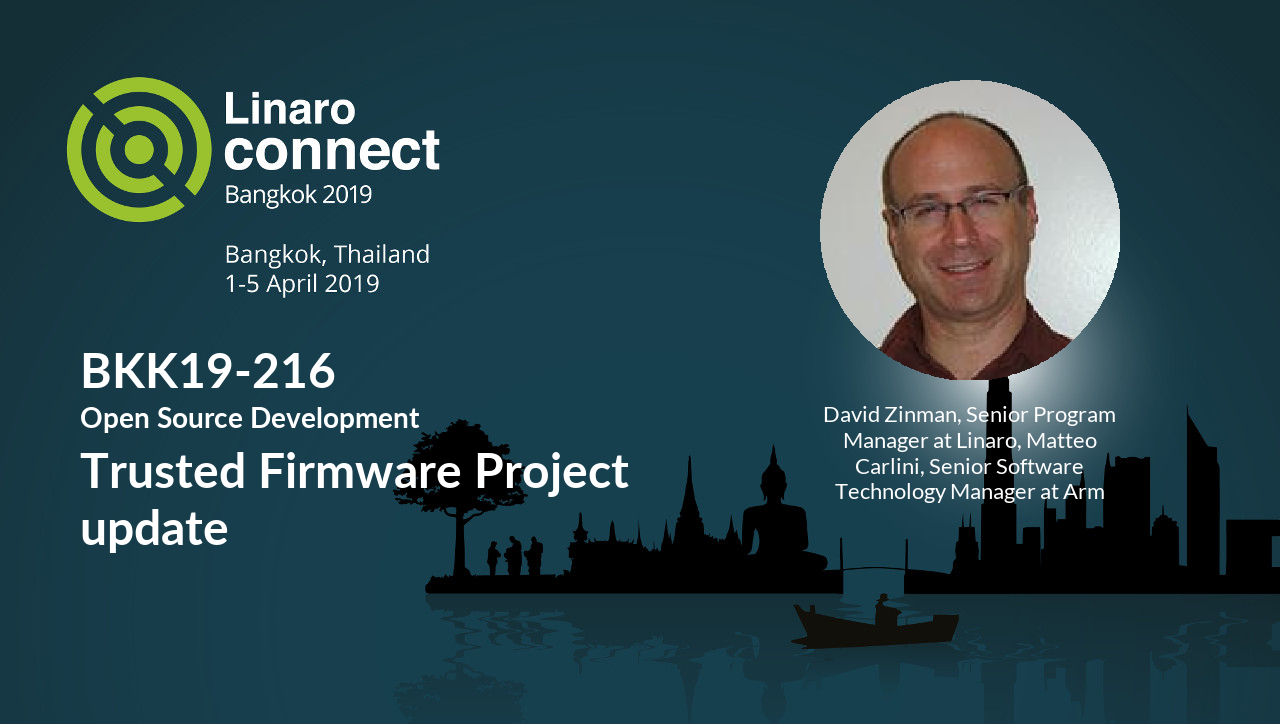 Linaro
connect
Bangkok 2019
Bangkok, Thailand
1-5 April 2019
BKK19-216
Open Source Development
Trusted Firmware Project
update
David Zinman, Senior Program
Manager at Linaro, Matteo
Carlini, Senior Software
Technology Manager at Arm